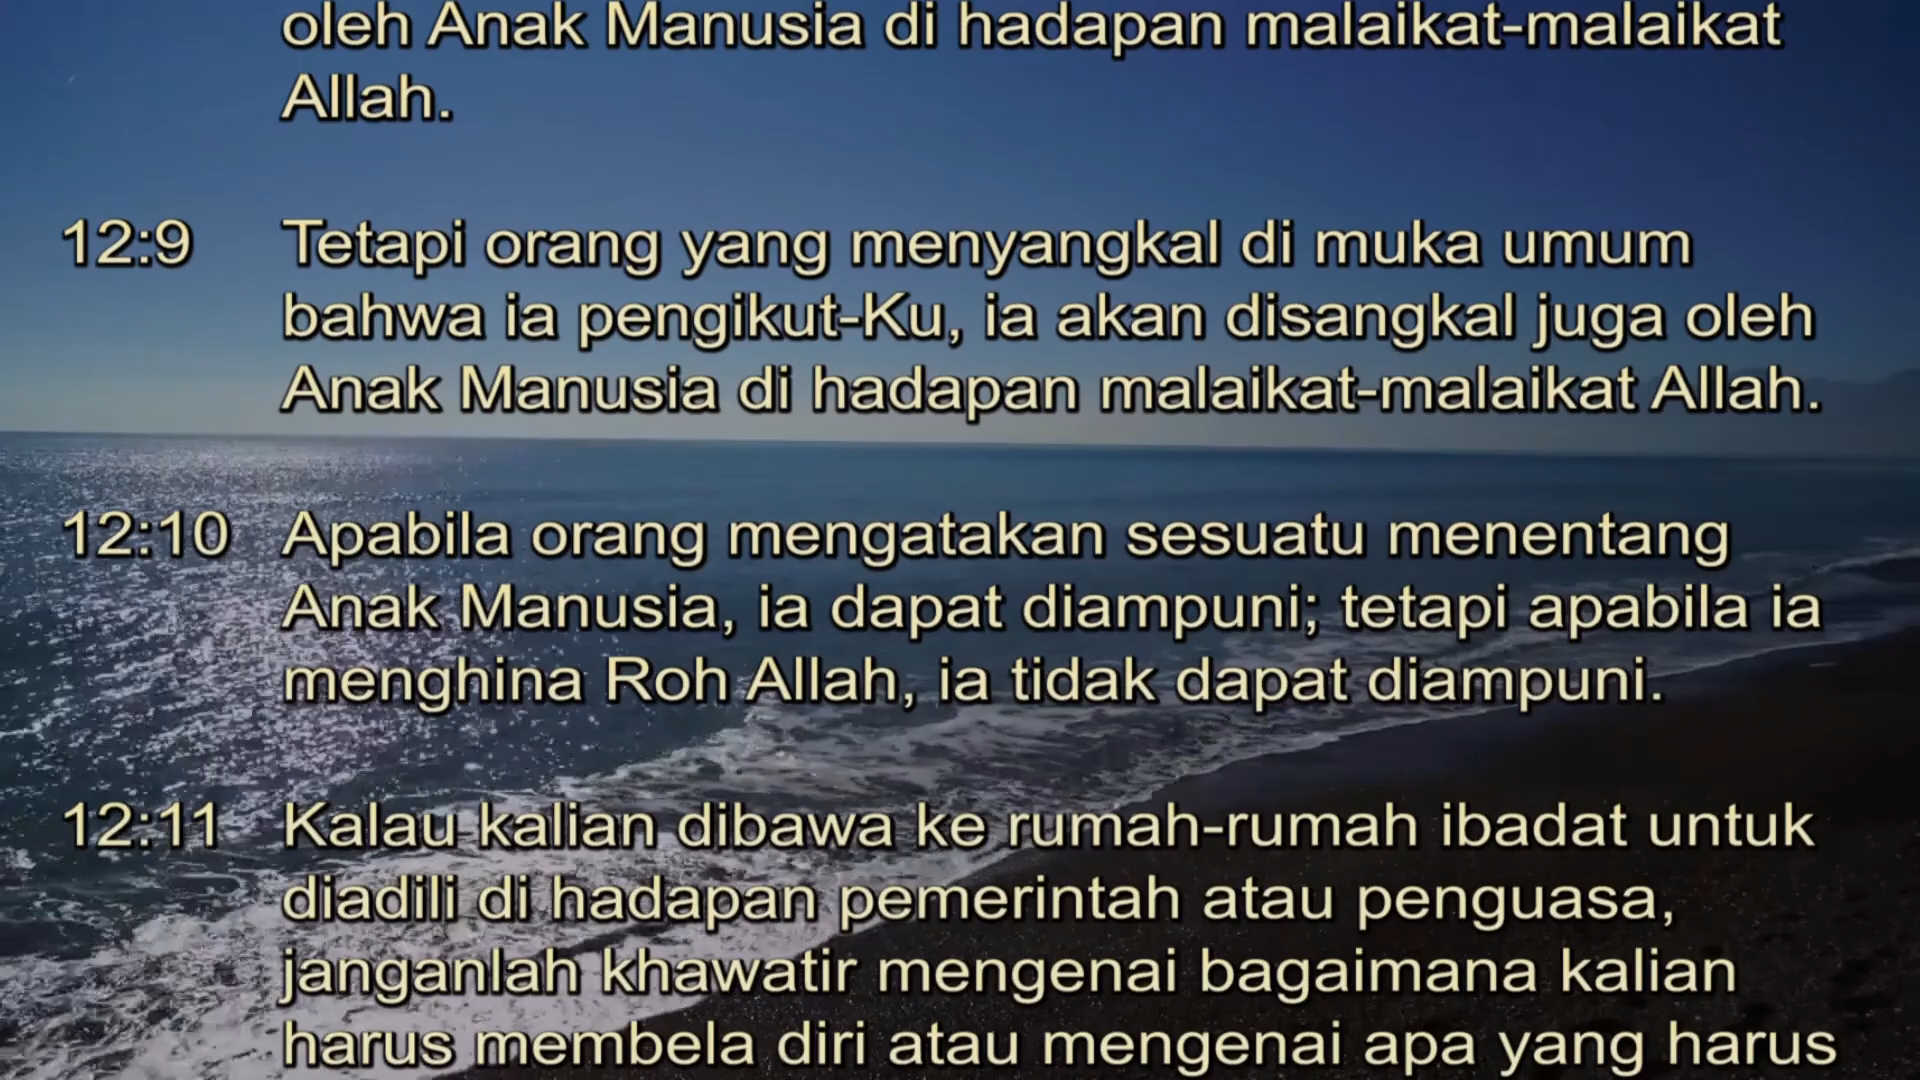 oleh Anak Manusia di hadapan malaikat-malaikat
Allah.
12:9 Tetapi orang yang menyangkal di muka umum
bahwa ia pengikut-Ku, ia akan disangkal juga oleh
Anak Manusia di hadapan malaikat-malaikat Allah.
12:10 Apabila orang mengatakan sesuatu menentang
Anak Manusia, ia dapat diampuni; tetapi apabila ia
menghina Roh Allah, ia tidak dapat diampuni.
12:11 Kalau kalian dibawa ke rumah-rumah ibadat untuk
diadili di hadapan pemerintah atau penguasa,
janganlah khawatir mengenai bagaimana kalian
harus membela diri atau mengenai apa yang harus